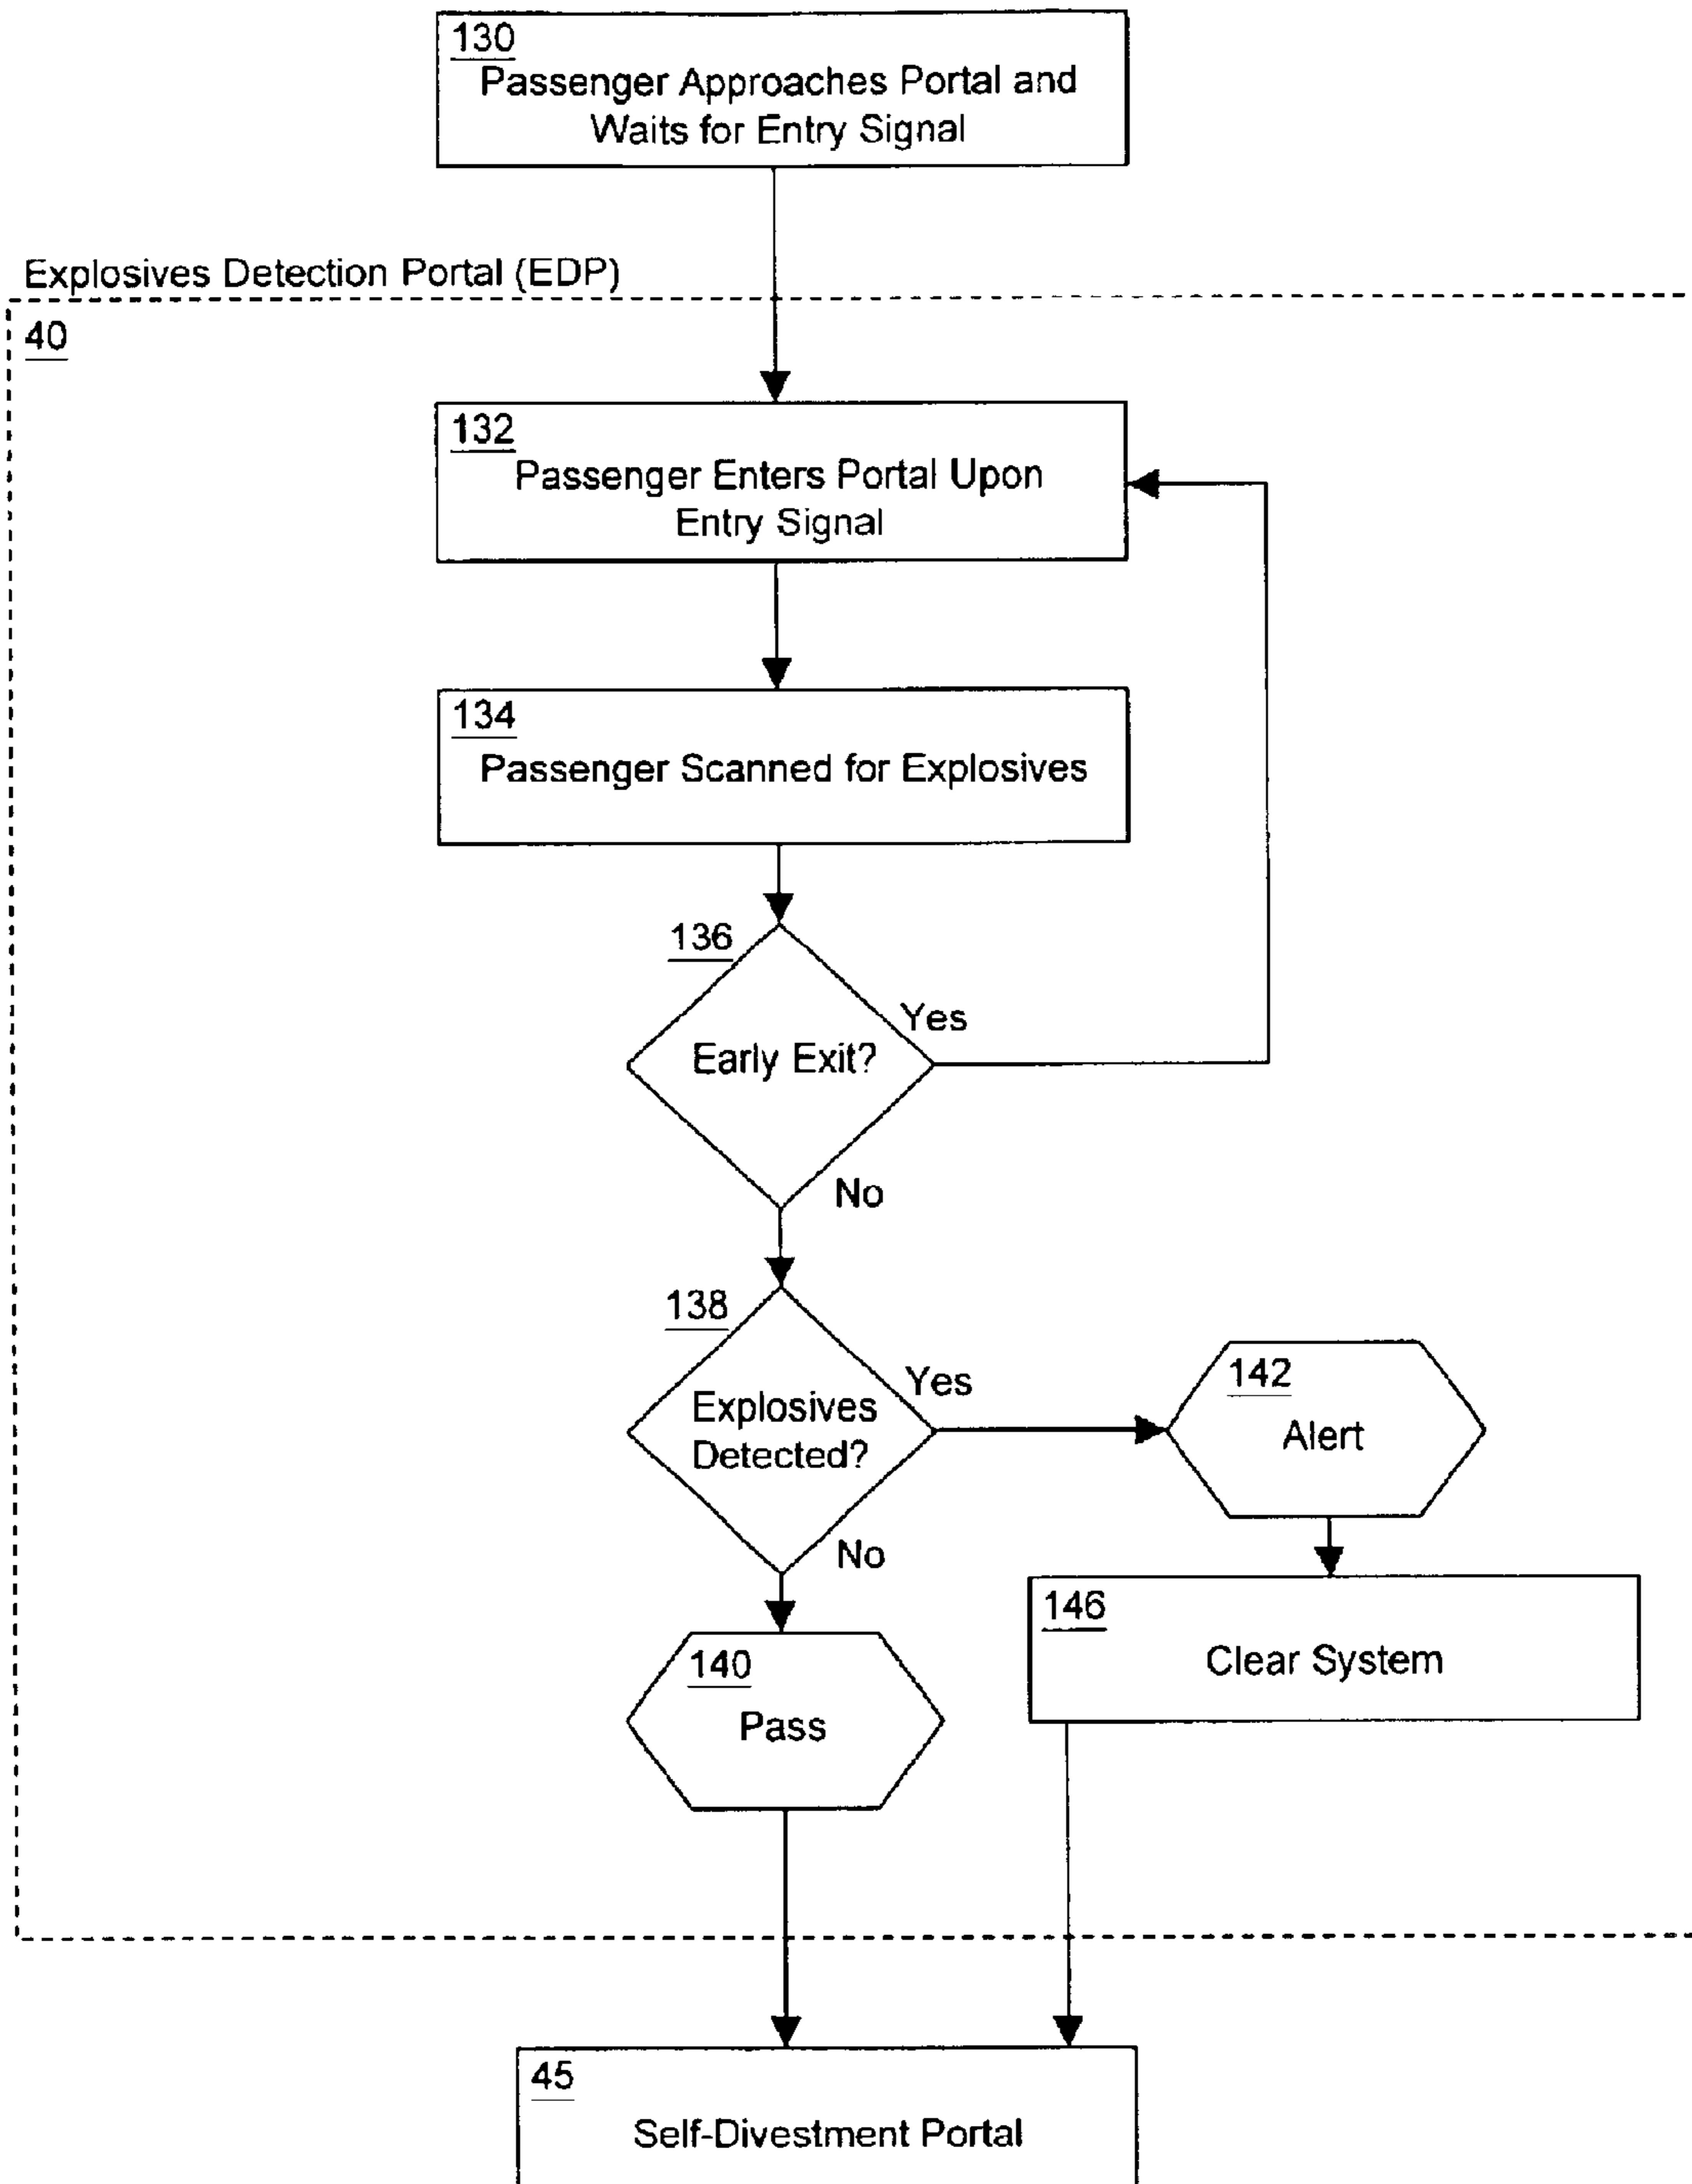 130
Passenger Approaches Portal and
Waits for Entry Signal
Explosives Detection Portal (EDP)
40
132
Passenger Enters Portal Upon
Entry Signal
134
Passenger Scanned for Explosives
136
Yes
Early Exit?
No
138
Yes
Explosives
Detected?
No
142
Alert
146
Clear System
140
Pass
45
Self-Divestment Portal